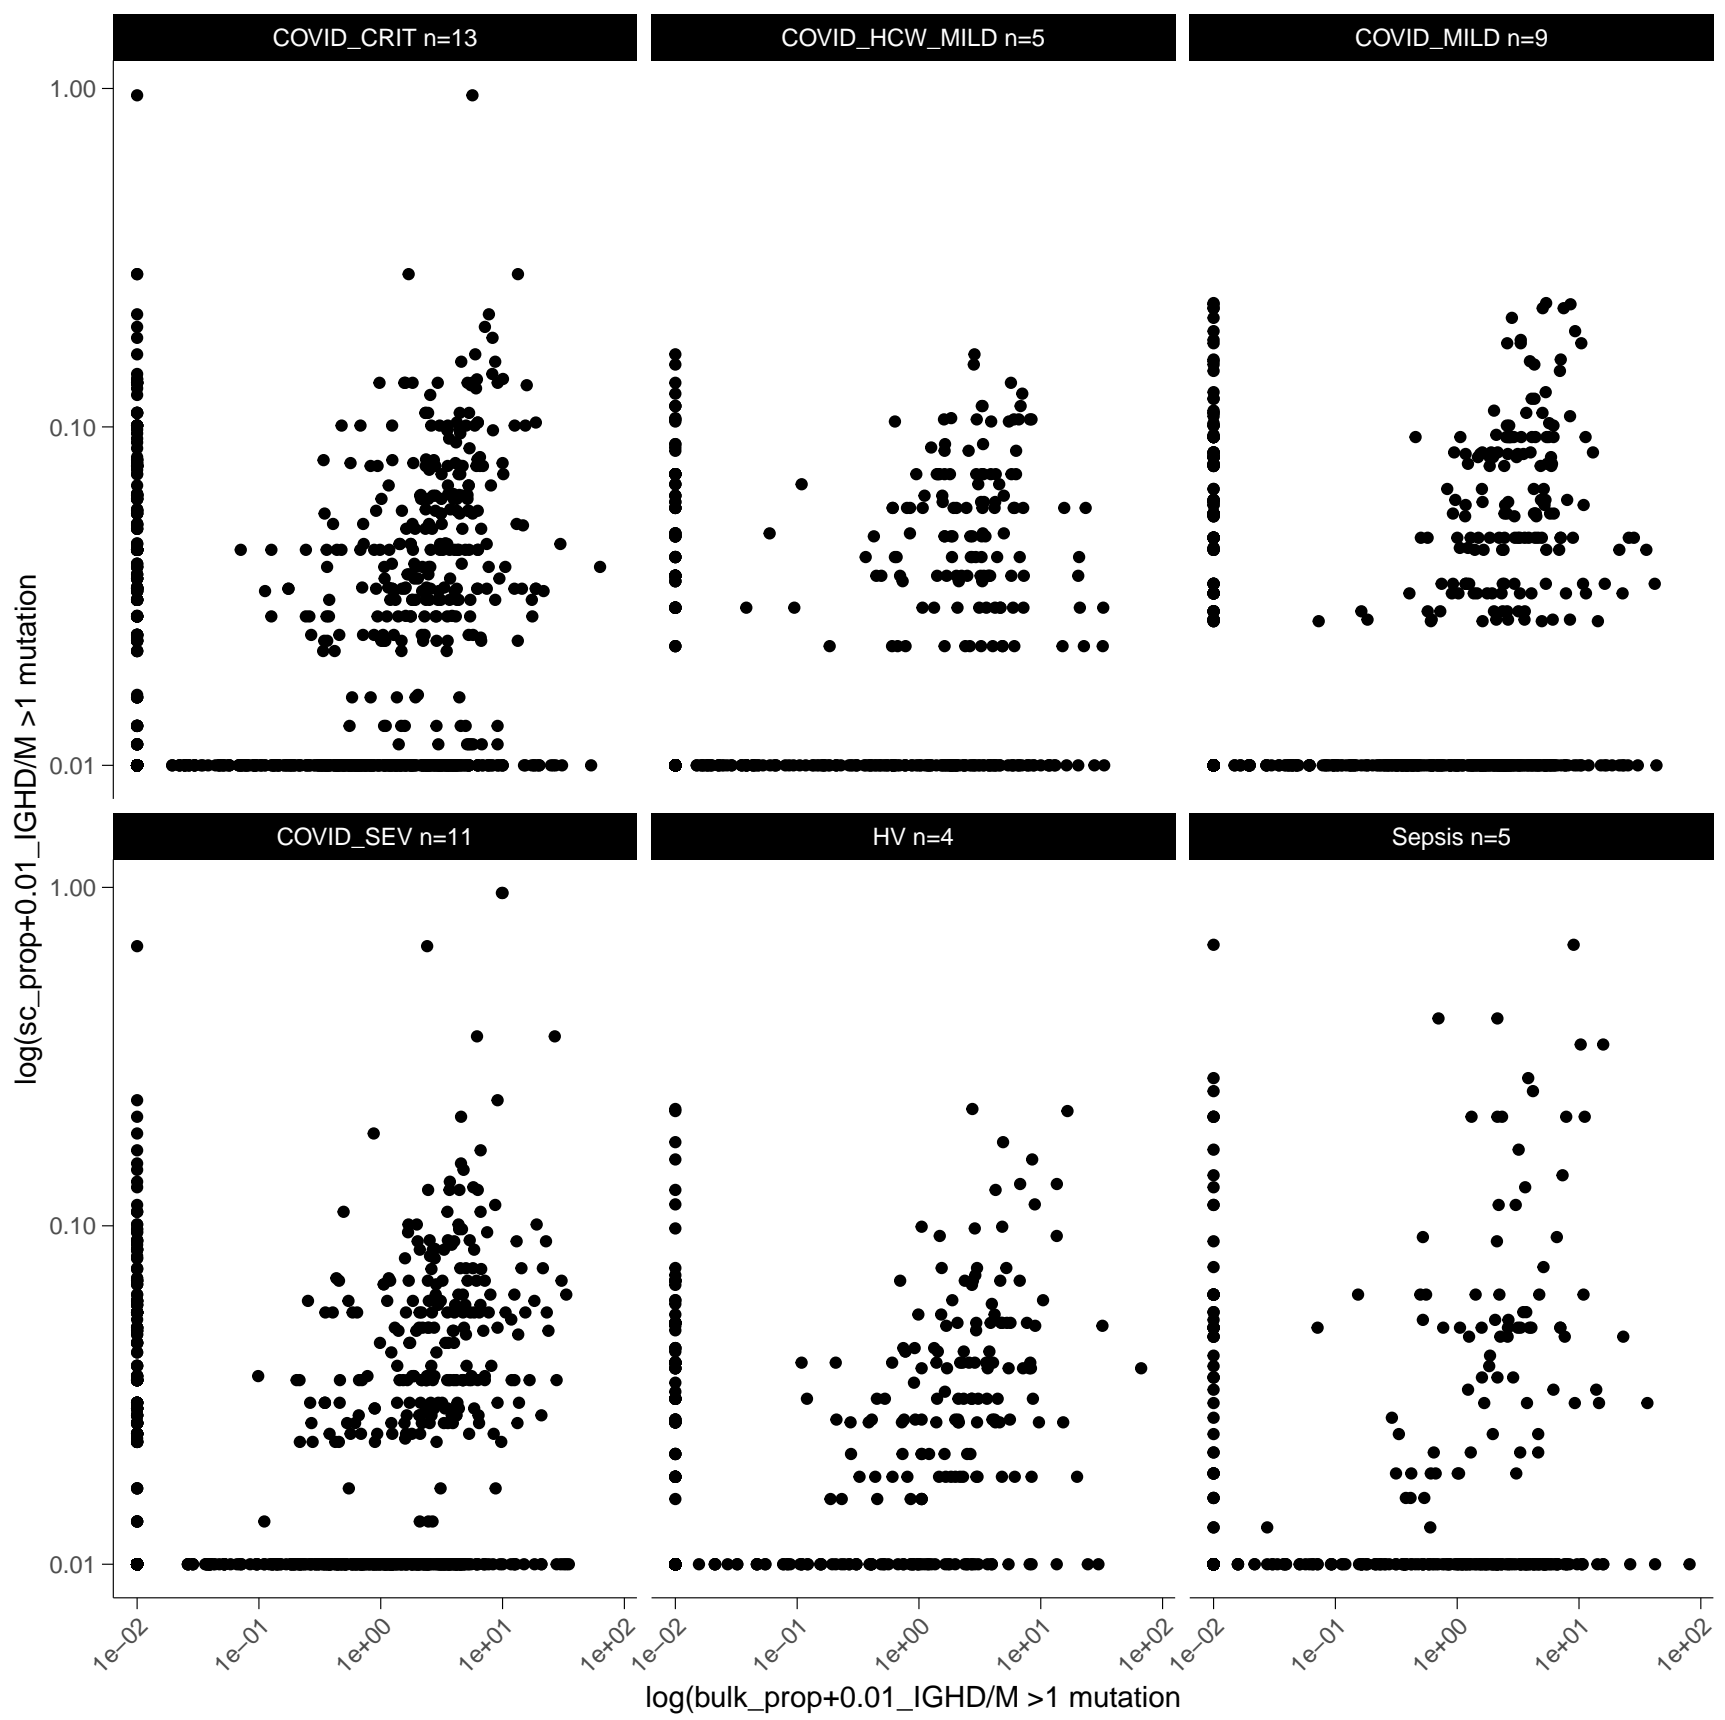 COVID_CRIT n=13
COVID_HCW_MILD n=5
COVID_MILD n=9
1.00
0.10
0.01
COVID_SEV n=11
HV n=4
Sepsis n=5
1.00
0.10
0.01
1e−02
1e−01
1e+00
1e+01
1e+02
1e−02
1e−01
1e+00
1e+01
1e+02
1e−02
1e−01
1e+00
1e+01
1e+02
log(bulk_prop+0.01_IGHD/M >1 mutation
log(sc_prop+0.01_IGHD/M >1 mutation